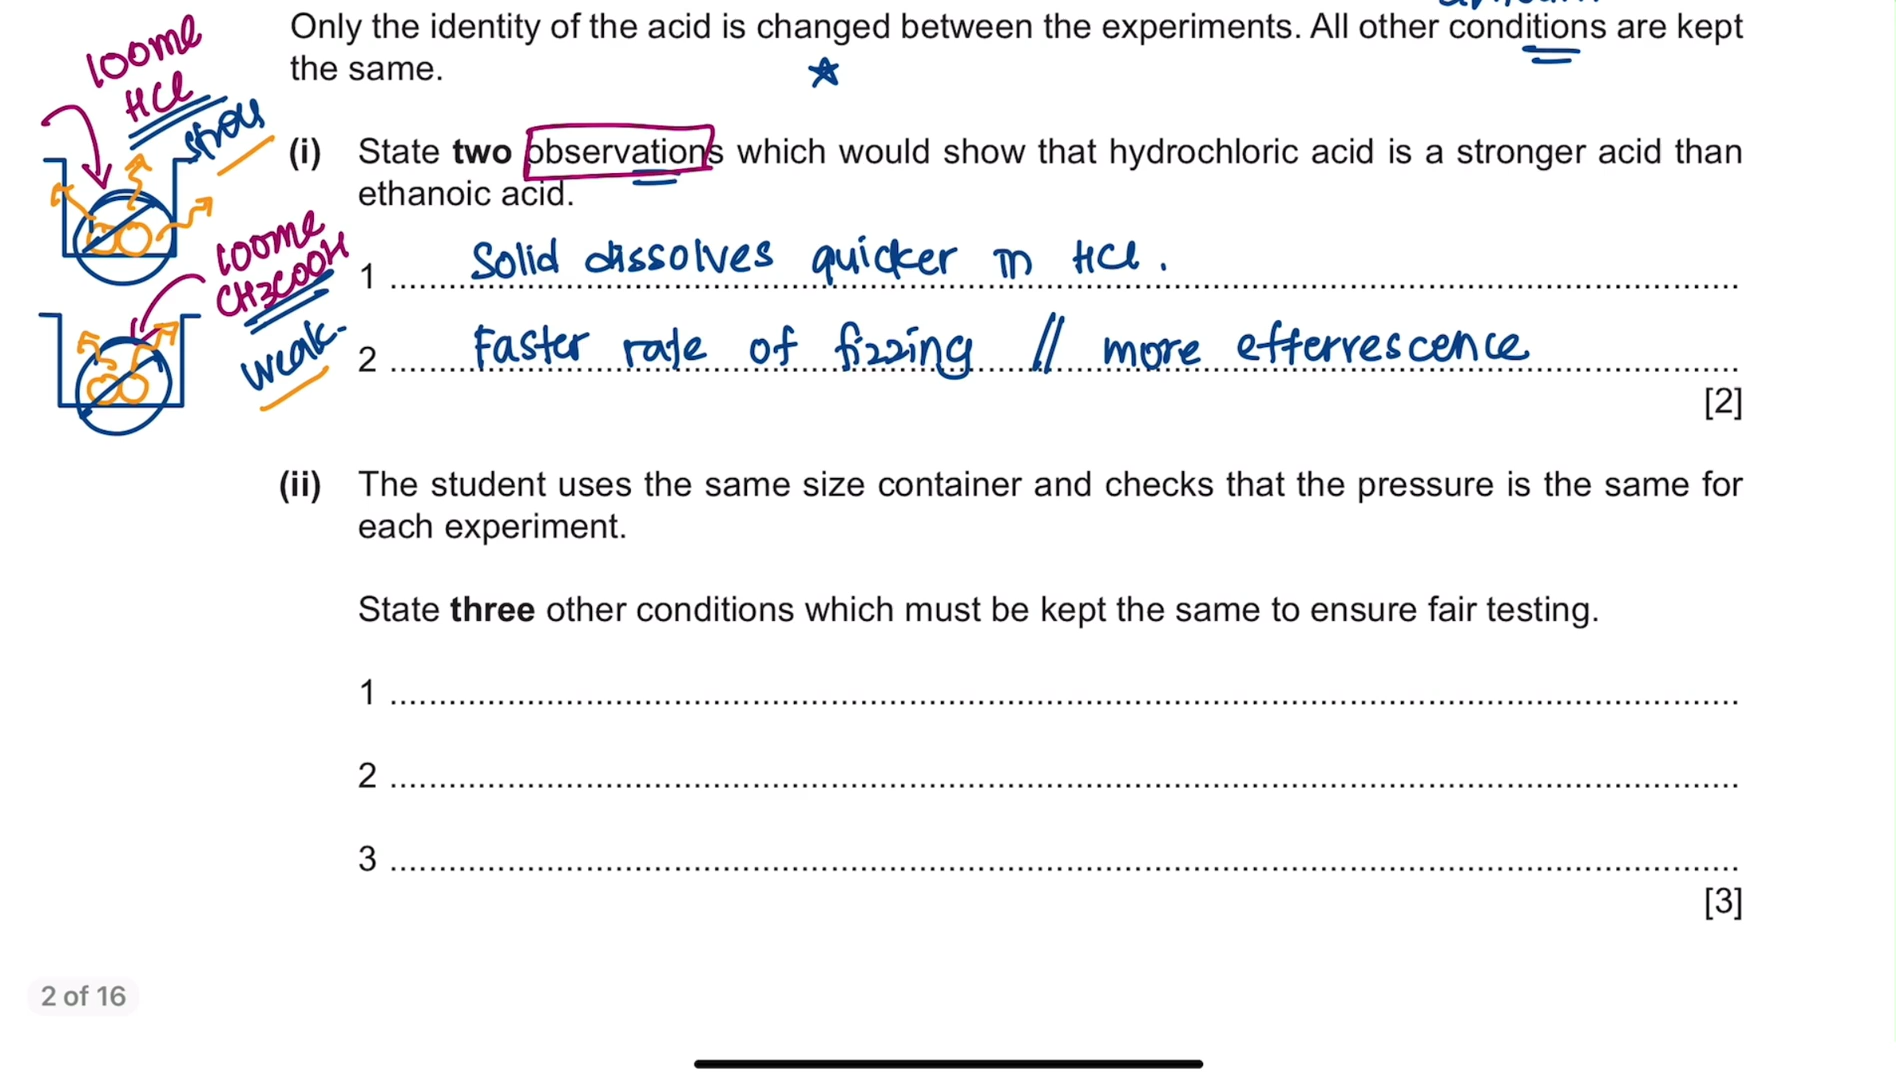 Only the identity of the acid is changed between the experiments. All other conditions are kept
the same.
100ml
HCl
(i) State two observations which would show that hydrochloric acid is a stronger acid than
ethanoic acid.
100ml
CH3COOH
weak-
1 Solid dissolves quicker in HCl.
2 Faster rate of fizzing // more effervescence
[2]
(ii) The student uses the same size container and checks that the pressure is the same for
each experiment.
State three other conditions which must be kept the same to ensure fair testing.
1
2
3
[3]
2 of 16